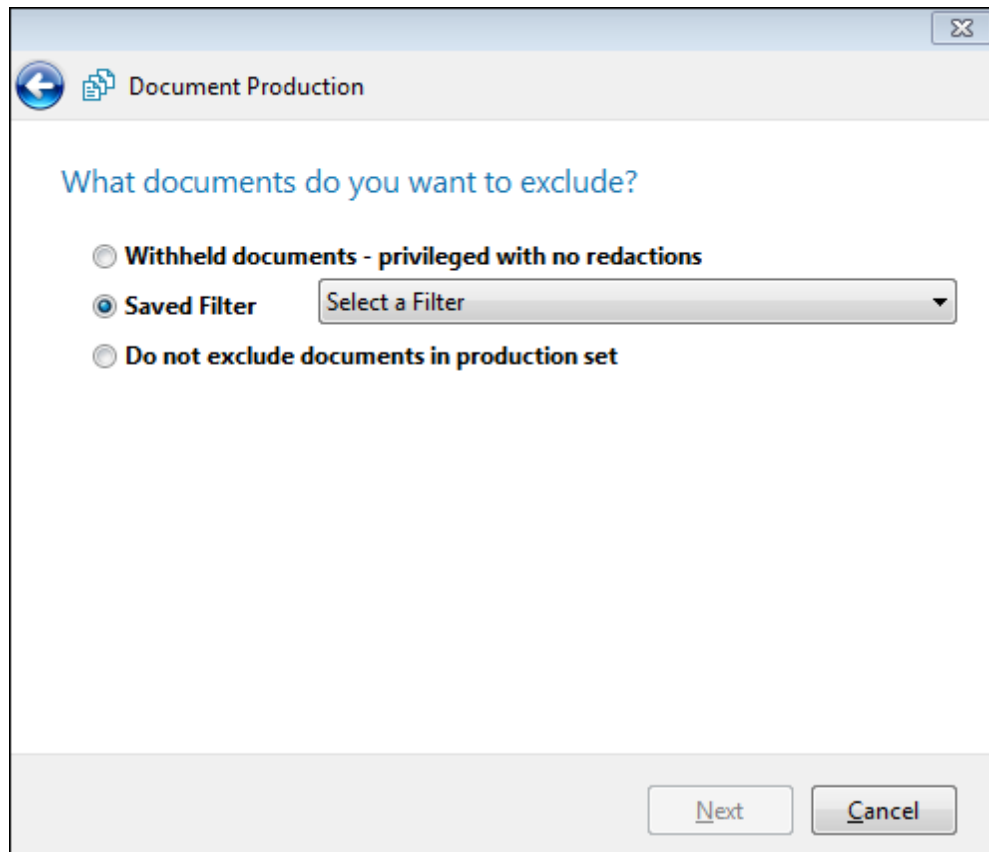 Document Production
What documents do you want to exclude?
Withheld documents - privileged with no redactions
Saved Filter Select a Filter
Do not exclude documents in production set
Next Cancel